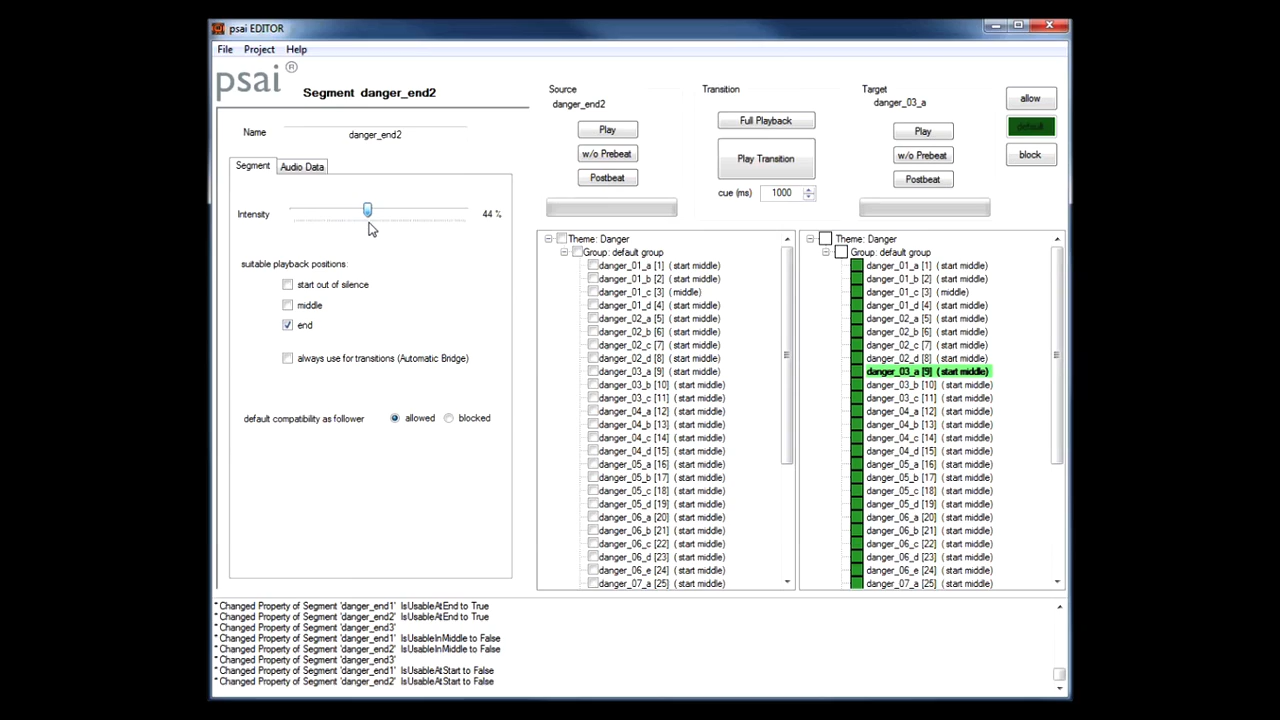 psai EDITOR
File Project Help
psai ®
Segment danger_end2
Name danger_end2
Segment Audio Data
Intensity 44 %
suitable playback positions:
start out of silence
middle
end
always use for transitions (Automatic Bridge)
default compatibility as follower allowed blocked
Source
danger_end2
Play
w/o Prebeat
Postbeat
Transition
Full Playback
Play Transition
cue (ms) 1000
Target
danger_03_a
Play
w/o Prebeat
Postbeat
allow
default
block
Theme: Danger
Group: default group
danger_01_a [1] ( start middle)
danger_01_b [2] ( start middle)
danger_01_c [3] ( middle)
danger_01_d [4] ( start middle)
danger_02_a [5] ( start middle)
danger_02_b [6] ( start middle)
danger_02_c [7] ( start middle)
danger_02_d [8] ( start middle)
danger_03_a [9] ( start middle)
danger_03_b [10] ( start middle)
danger_03_c [11] ( start middle)
danger_04_a [12] ( start middle)
danger_04_b [13] ( start middle)
danger_04_c [14] ( start middle)
danger_04_d [15] ( start middle)
danger_05_a [16] ( start middle)
danger_05_b [17] ( start middle)
danger_05_c [18] ( start middle)
danger_05_d [19] ( start middle)
danger_06_a [20] ( start middle)
danger_06_b [21] ( start middle)
danger_06_c [22] ( start middle)
danger_06_d [23] ( start middle)
danger_06_e [24] ( start middle)
danger_07_a [25] ( start middle)
Theme: Danger
Group: default group
danger_01_a [1] ( start middle)
danger_01_b [2] ( start middle)
danger_01_c [3] ( middle)
danger_01_d [4] ( start middle)
danger_02_a [5] ( start middle)
danger_02_b [6] ( start middle)
danger_02_c [7] ( start middle)
danger_02_d [8] ( start middle)
danger_03_a [9] ( start middle)
danger_03_b [10] ( start middle)
danger_03_c [11] ( start middle)
danger_04_a [12] ( start middle)
danger_04_b [13] ( start middle)
danger_04_c [14] ( start middle)
danger_04_d [15] ( start middle)
danger_05_a [16] ( start middle)
danger_05_b [17] ( start middle)
danger_05_c [18] ( start middle)
danger_05_d [19] ( start middle)
danger_06_a [20] ( start middle)
danger_06_b [21] ( start middle)
danger_06_c [22] ( start middle)
danger_06_d [23] ( start middle)
danger_06_e [24] ( start middle)
danger_07_a [25] ( start middle)
* Changed Property of Segment 'danger_end1' IsUsableAtEnd to True
* Changed Property of Segment 'danger_end2' IsUsableAtEnd to True
* Changed Property of Segment 'danger_end3'
* Changed Property of Segment 'danger_end1' IsUsableInMiddle to False
* Changed Property of Segment 'danger_end2' IsUsableInMiddle to False
* Changed Property of Segment 'danger_end3'
* Changed Property of Segment 'danger_end1' IsUsableAtStart to False
* Changed Property of Segment 'danger_end2' IsUsableAtStart to False